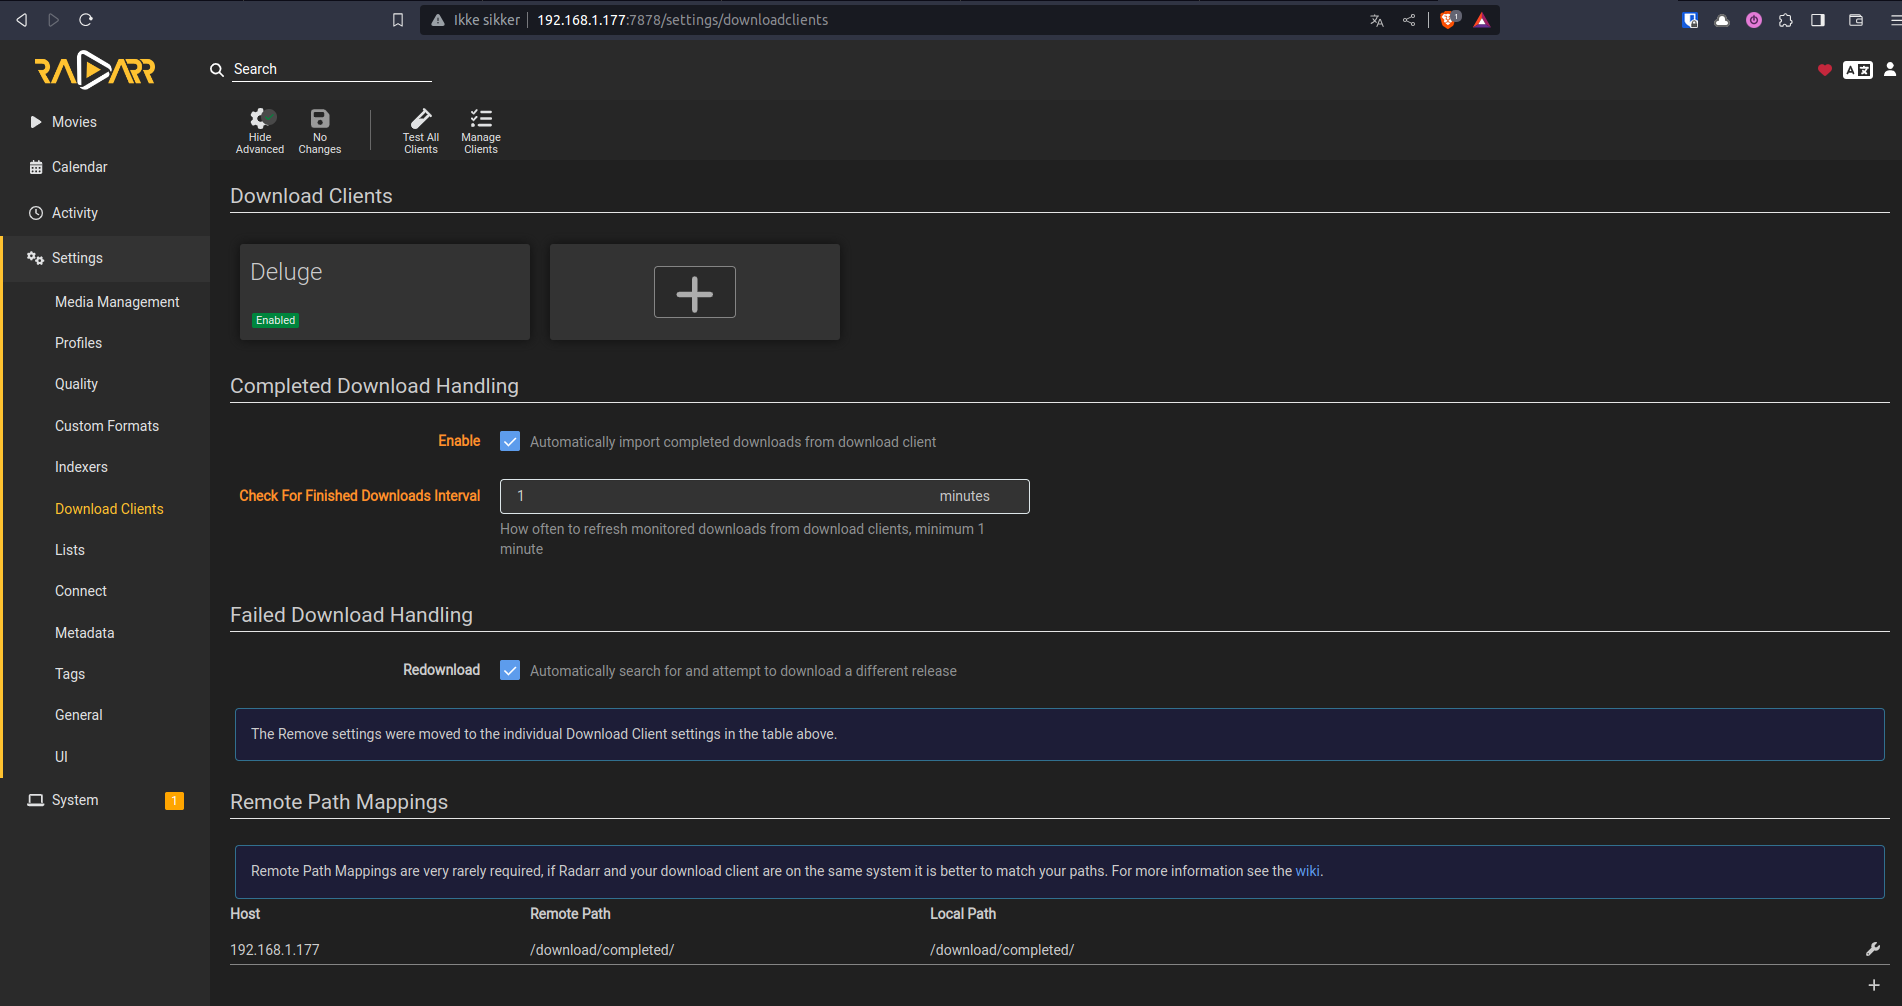 Ikke sikker
192.168.1.177:7878/settings/downloadclients
1
RADARR
Search
Movies
Calendar
Activity
Settings
Media Management
Profiles
Quality
Custom Formats
Indexers
Download Clients
Lists
Connect
Metadata
Tags
General
UI
System
1
Hide
Advanced
No
Changes
Test All
Clients
Manage
Clients
Download Clients
Deluge
Enabled
Completed Download Handling
Enable
Automatically import completed downloads from download client
Check For Finished Downloads Interval
1
minutes
How often to refresh monitored downloads from download clients, minimum 1
minute
Failed Download Handling
Redownload
Automatically search for and attempt to download a different release
The Remove settings were moved to the individual Download Client settings in the table above.
Remote Path Mappings
Remote Path Mappings are very rarely required, if Radarr and your download client are on the same system it is better to match your paths. For more information see the wiki.
Host Remote Path Local Path
192.168.1.177 /download/completed/ /download/completed/